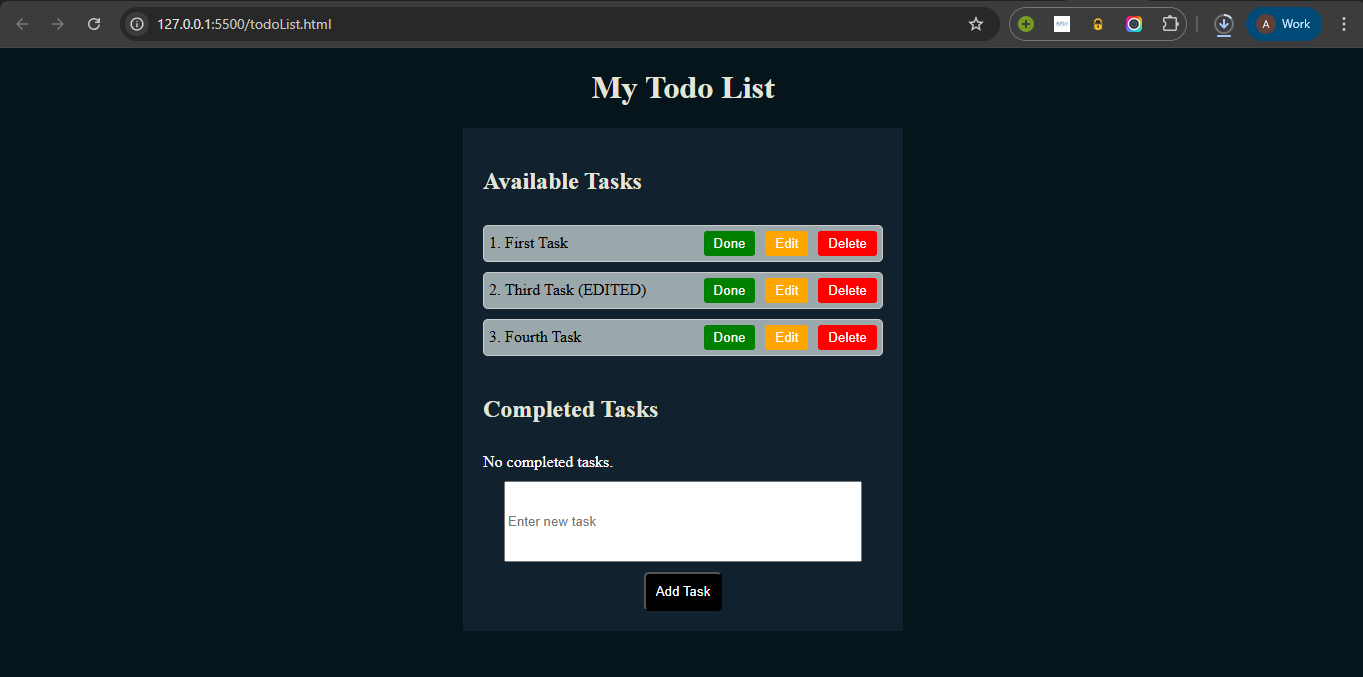 127.0.0.1:5500/todoList.html
A Work
My Todo List
Available Tasks
1. First Task Done Edit Delete
2. Third Task (EDITED) Done Edit Delete
3. Fourth Task Done Edit Delete
Completed Tasks
No completed tasks.
Enter new task
Add Task